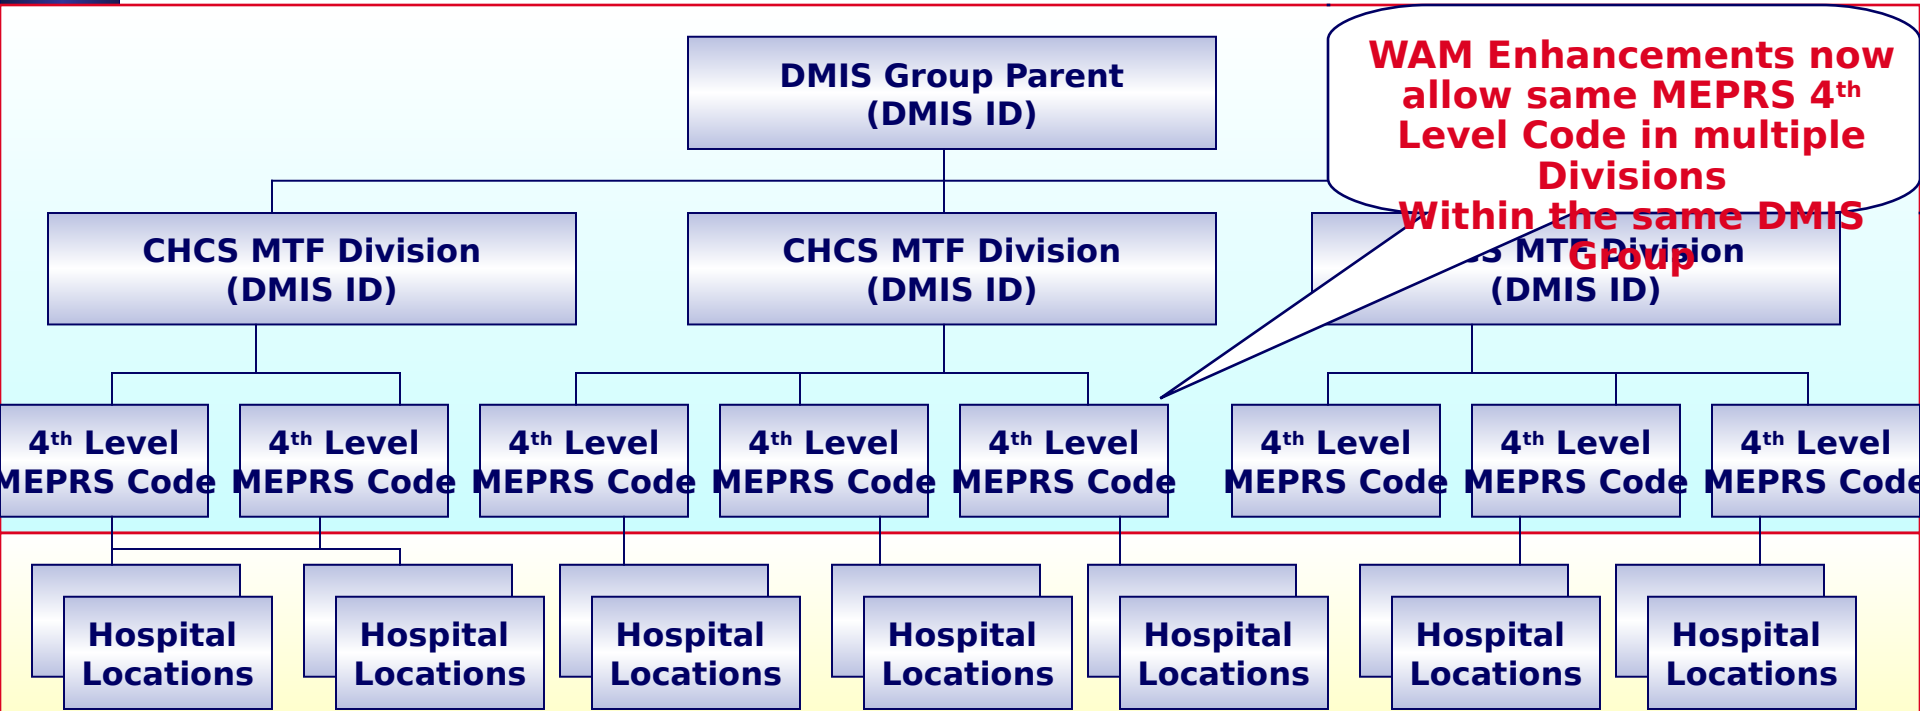 DMIS Group Parent
(DMIS ID)
WAM Enhancements now
allow same MEPRS 4th
Level Code in multiple
Divisions
Within the same DMIS
Group
CHCS MTF Division
(DMIS ID)
CHCS MTF Division
(DMIS ID)
MTF Division
(DMIS ID)
4th Level
MEPRS Code
4th Level
MEPRS Code
4th Level
MEPRS Code
4th Level
MEPRS Code
4th Level
MEPRS Code
4th Level
MEPRS Code
4th Level
MEPRS Code
4th Level
MEPRS Code
Hospital
Locations
Hospital
Locations
Hospital
Locations
Hospital
Locations
Hospital
Locations
Hospital
Locations
Hospital
Locations